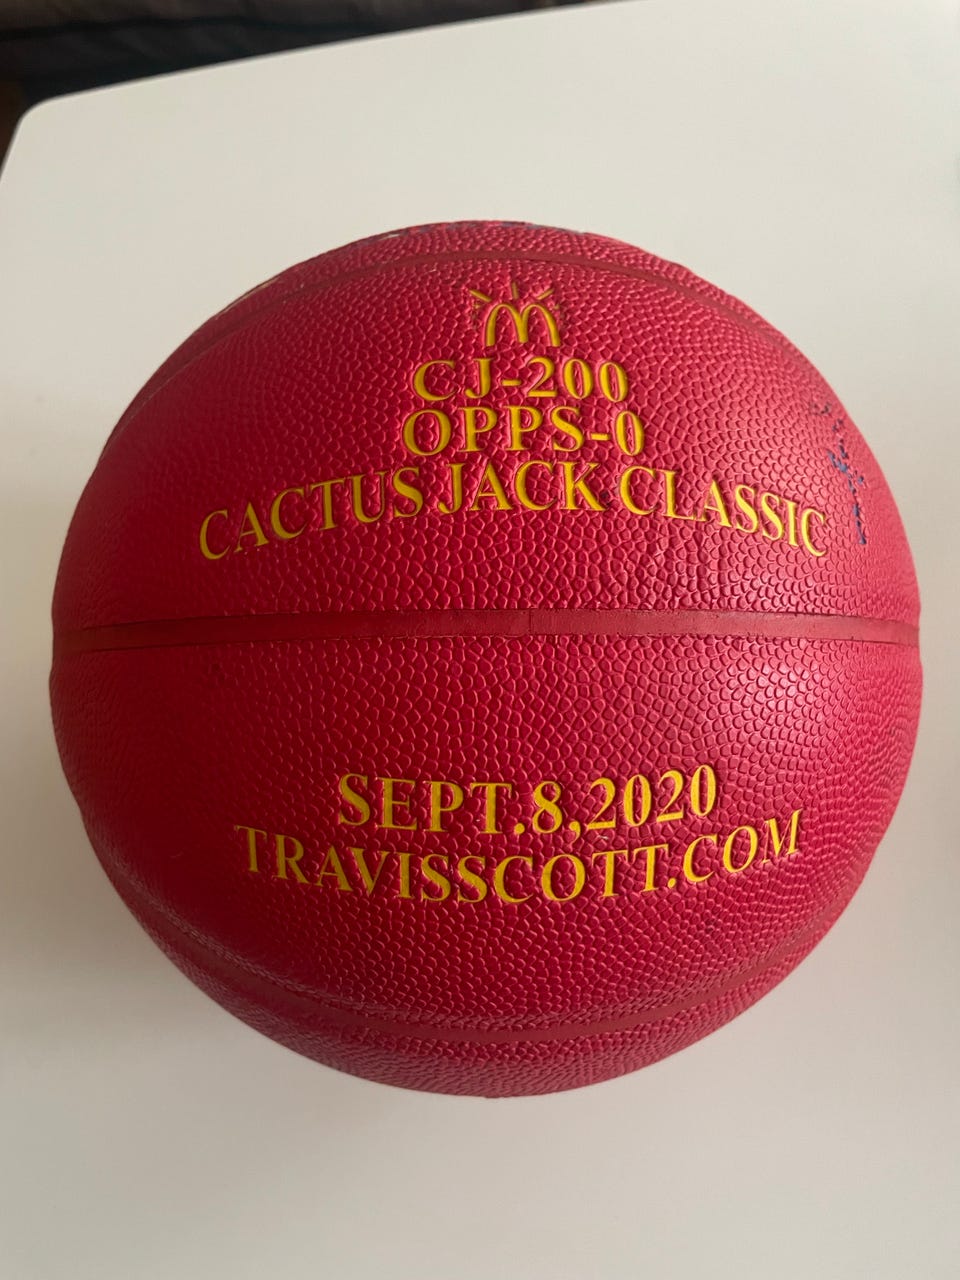 CJ-200
OPPS-0
CACTUS JACK CLASSIC
SEPT.8,2020
TRAVISSCOTT.COM